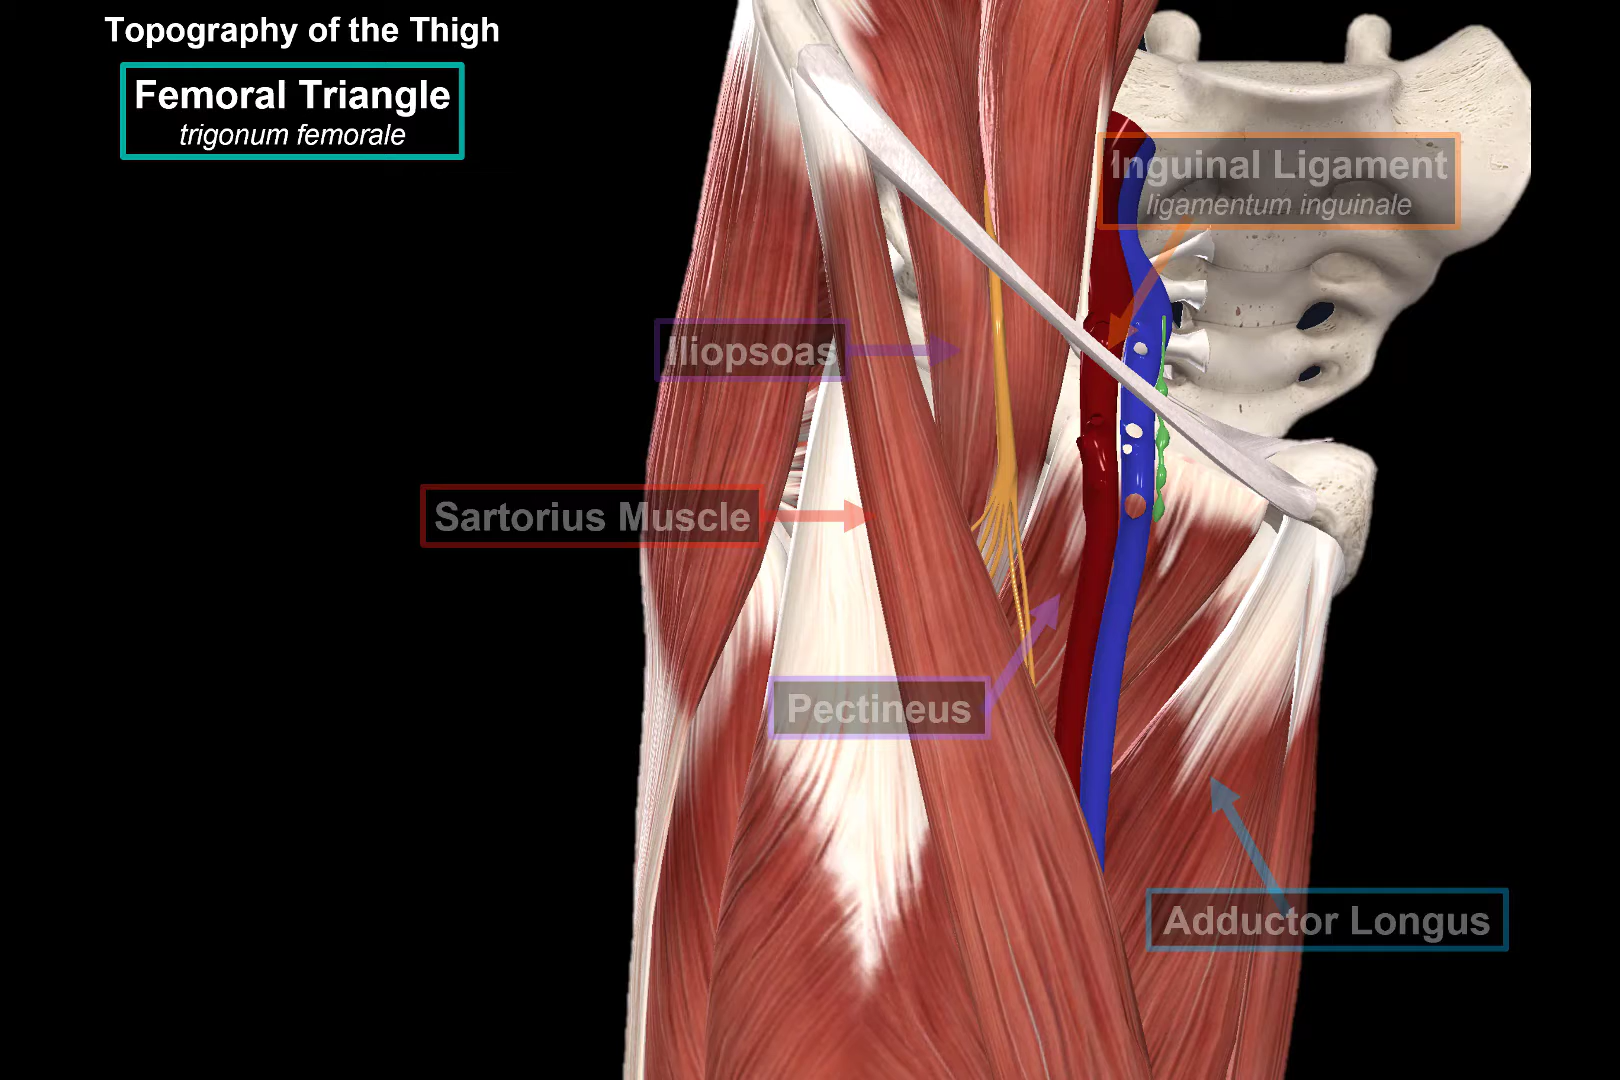 Topography of the Thigh
Femoral Triangle
trigonum femorale
Inguinal Ligament
ligamentum inguinale
Iliopsoas
Sartorius Muscle
Pectineus
Adductor Longus